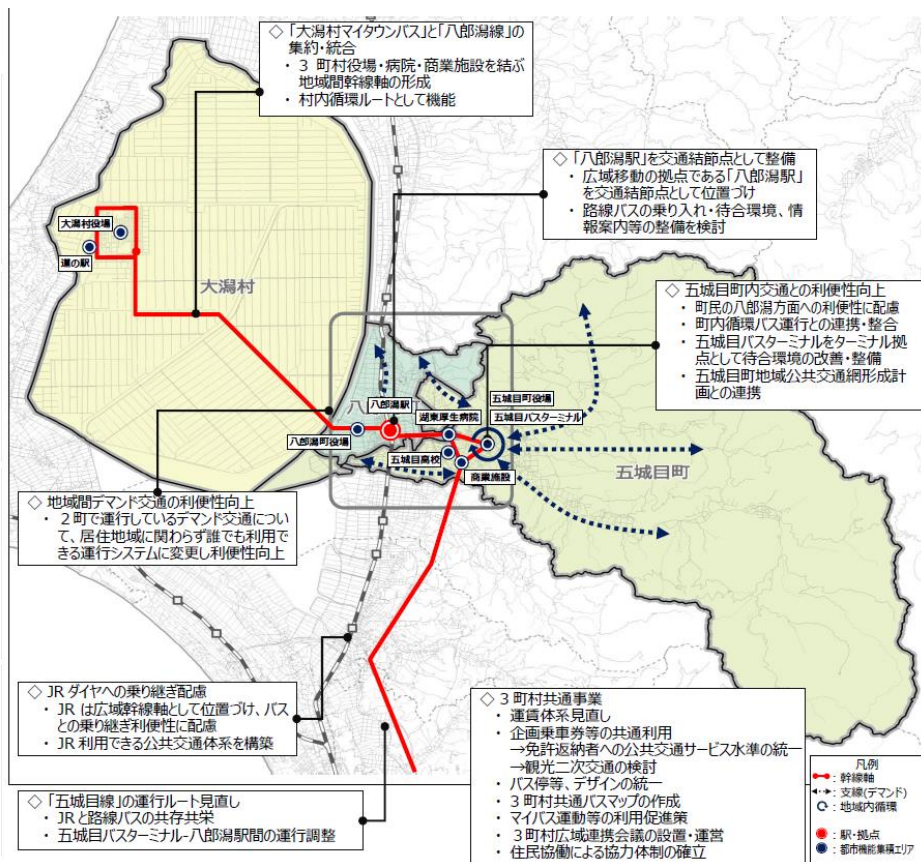 ◇「大潟村マイタウンバス」と「八郎潟線」の
集約・統合
・ 3 町村役場・病院・商業施設を結ぶ
地域間幹線軸の形成
・ 村内循環ルートとして機能
◇「八郎潟駅」を交通結節点として整備
・ 広域移動の拠点である「八郎潟駅」
を交通結節点として位置づけ
・ 路線バスの乗り入れ・待合環境、情
報案内等の整備を検討
大潟村役場
道の駅
大潟村
◇ 五城目町内交通との利便性向上
・ 町民の八郎潟方面への利便性に配慮
・ 町内循環バス運行との連携・整合
・ 五城目バスターミナルをターミナル拠
点として待合環境の改善・整備
・ 五城目町地域公共交通網形成計
画との連携
八郎潟駅
湖東厚生病院
五城目町役場
五城目バスターミナル
八郎潟町役場
五城目高校
商業施設
五城目町
◇ 地域間デマンド交通の利便性向上
・ 2町で運行しているデマンド交通につい
て、居住地域に関わらず誰でも利用で
きる運行システムに変更し利便性向上
◇ JRダイヤへの乗り継ぎ配慮
・ JRは広域幹線軸として位置づけ、バス
との乗り継ぎ利便性に配慮
・ JR利用できる公共交通体系を構築
◇「五城目線」の運行ルート見直し
・ JRと路線バスの共存共栄
・ 五城目バスターミナル-八郎潟駅間の運行調整
◇ 3町村共通事業
・ 運賃体系見直し
・ 企画乗車券等の共通利用
→免許返納者への公共交通サービス水準の統一
→観光二次交通の検討
・ バス停等、デザインの統一
・ 3町村共通バスマップの作成
・ マイバス運動等の利用促進策
・ 3町村広域連携会議の設置・運営
・ 住民協働による協力体制の確立
凡例
: 幹線軸
: 支線(デマンド)
: 地域内循環
: 駅・拠点
: 都市機能集積エリア